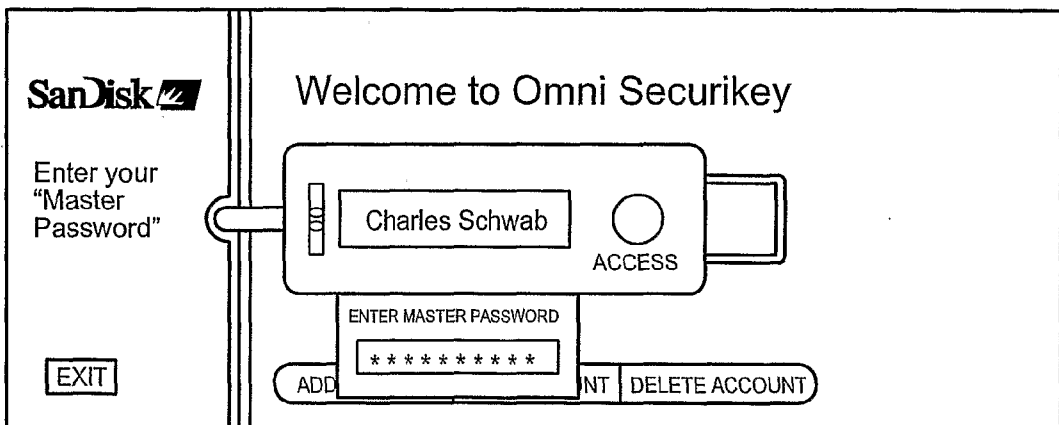 SanDisk
Welcome to Omni Securikey
Enter your
“Master
Password”
Charles Schwab
ACCESS
ENTER MASTER PASSWORD
**********
EXIT
ADD
NT
DELETE ACCOUNT